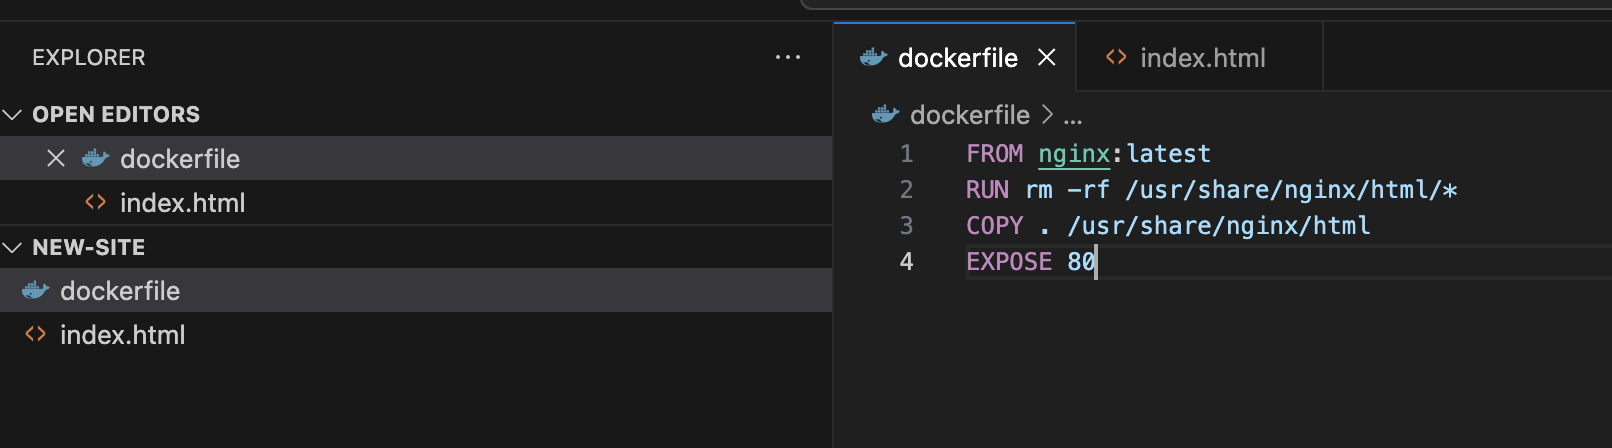 EXPLORER
OPEN EDITORS
dockerfile
index.html
NEW-SITE
dockerfile
index.html
dockerfile index.html
dockerfile > ...
1 FROM nginx:latest
2 RUN rm -rf /usr/share/nginx/html/*
3 COPY . /usr/share/nginx/html
4 EXPOSE 80